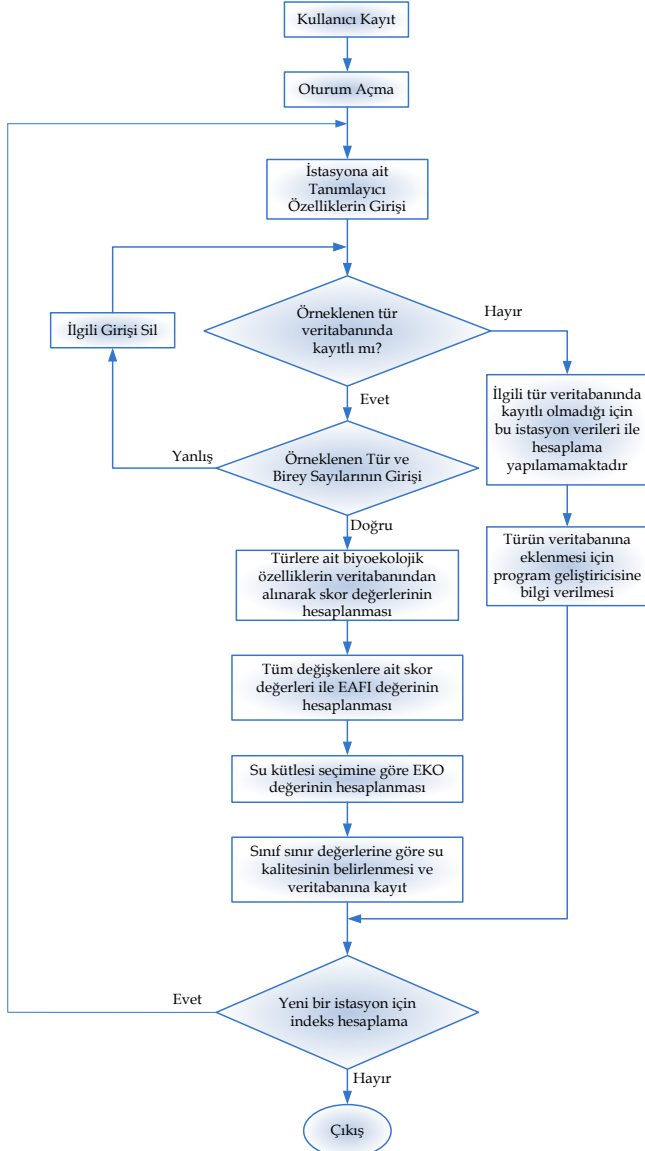 Kullanıcı Kayıt
Oturum Açma
İstasyona ait
Tanımlayıcı
Özelliklerin Girişi
İlgili Girişi Sil
Örneklenen tür
veritabanında
kayıtlı mı?
Hayır
Evet
İlgili tür veritabanında
kayıtlı olmadığı için
bu istasyon verileri ile
hesaplama
yapılamamaktadır
Yanlış
Örneklenen Tür ve
Birey Sayılarının Girişi
Doğru
Türün veritabanına
eklenmesi için
program geliştiricisine
bilgi verilmesi
Türlere ait biyoekolojik
özelliklerin veritabanından
alınarak skor değerlerinin
hesaplanması
Tüm değişkenlere ait skor
değerleri ile EAFI değerinin
hesaplanması
Su kütlesi seçimine göre EKO
değerinin hesaplanması
Sınıf sınır değerlerine göre su
kalitesinin belirlenmesi ve
veritabanına kayıt
Evet
Yeni bir istasyon için
indeks hesaplama
Hayır
Çıkış